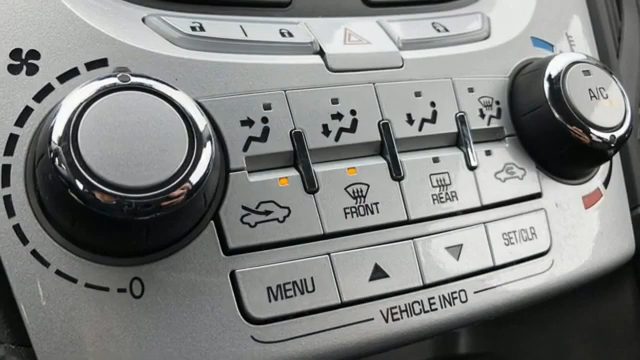 A/C
FRONT
REAR
0
MENU
SET/CLR
VEHICLE INFO